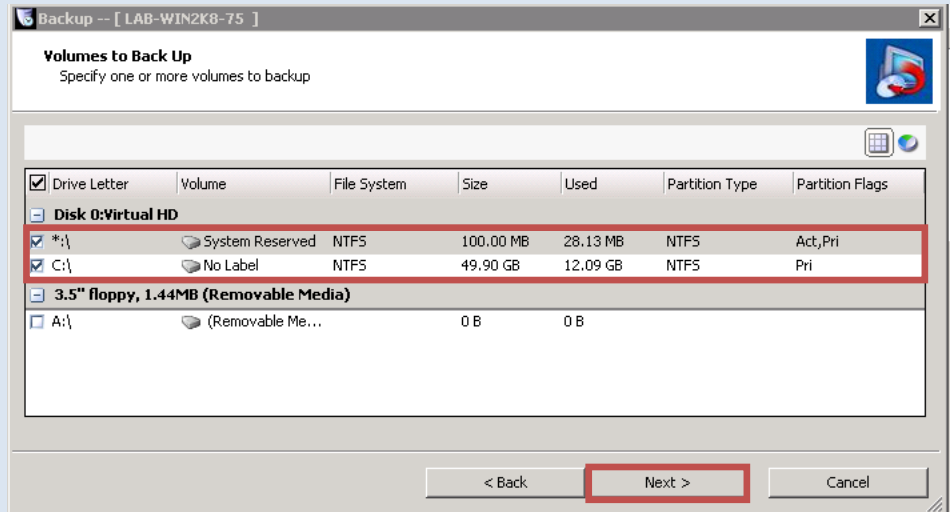 Backup -- [ LAB-WIN2K8-75 ]
Volumes to Back Up
Specify one or more volumes to backup
Drive Letter Volume File System Size Used Partition Type Partition Flags
Disk 0:Virtual HD
*:\ System Reserved NTFS 100.00 MB 28.13 MB NTFS Act,Pri
C:\ No Label NTFS 49.90 GB 12.09 GB NTFS Pri
3.5" floppy, 1.44MB (Removable Media)
A:\ (Removable Me... 0 B 0 B
< Back Next > Cancel